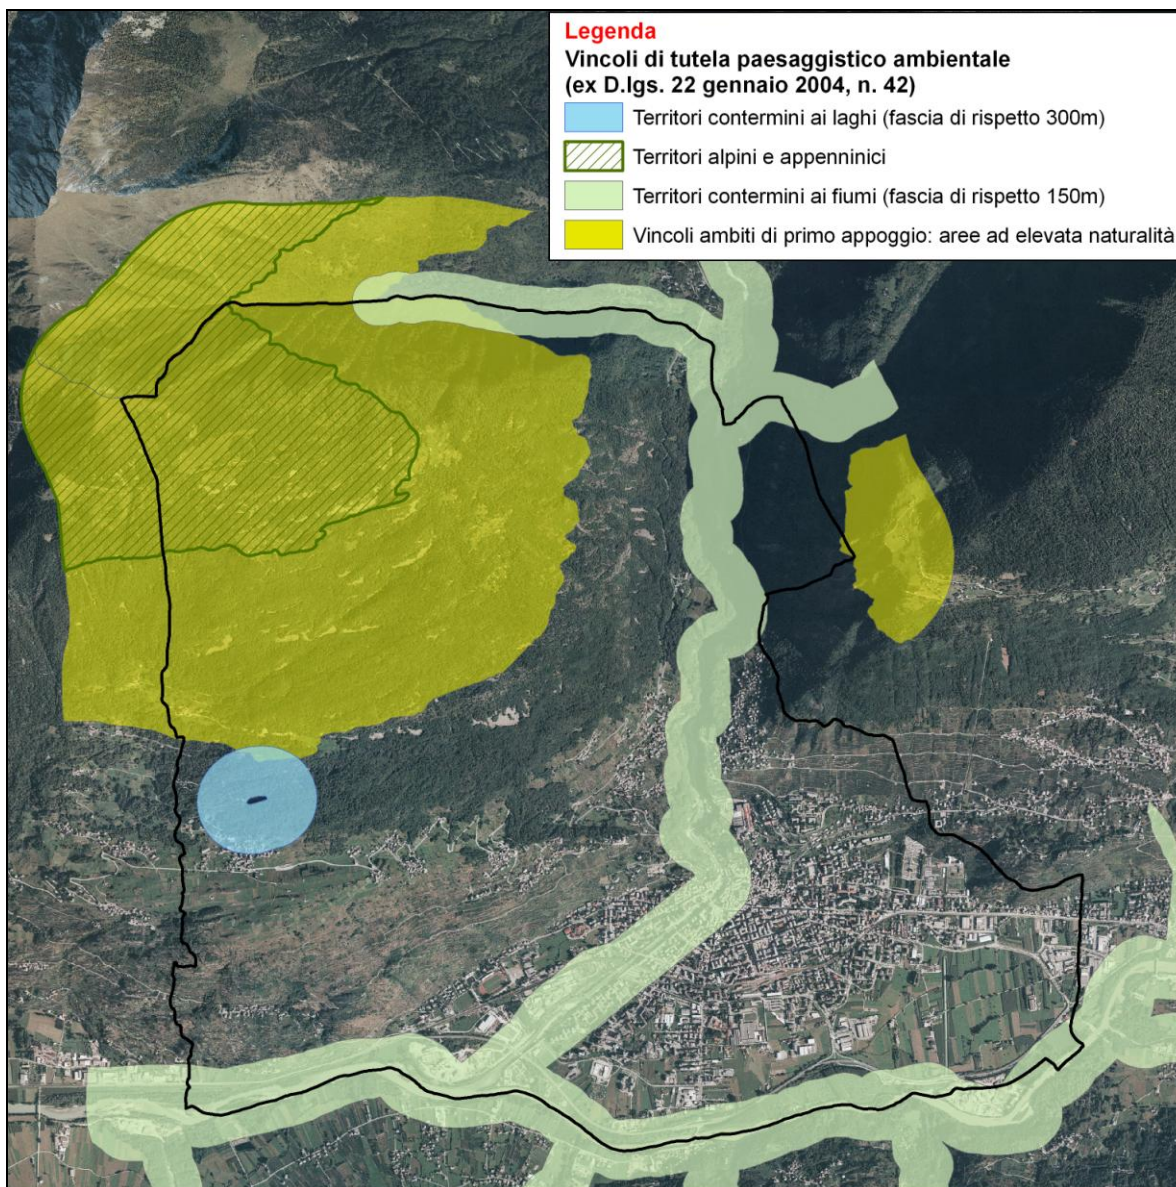 Legenda
Vincoli di tutela paesaggistico ambientale
(ex D.lgs. 22 gennaio 2004, n. 42)
Territori contermini ai laghi (fascia di rispetto 300m)
Territori alpini e appenninici
Territori contermini ai fiumi (fascia di rispetto 150m)
Vincoli ambiti di primo appoggio: aree ad elevata naturalità